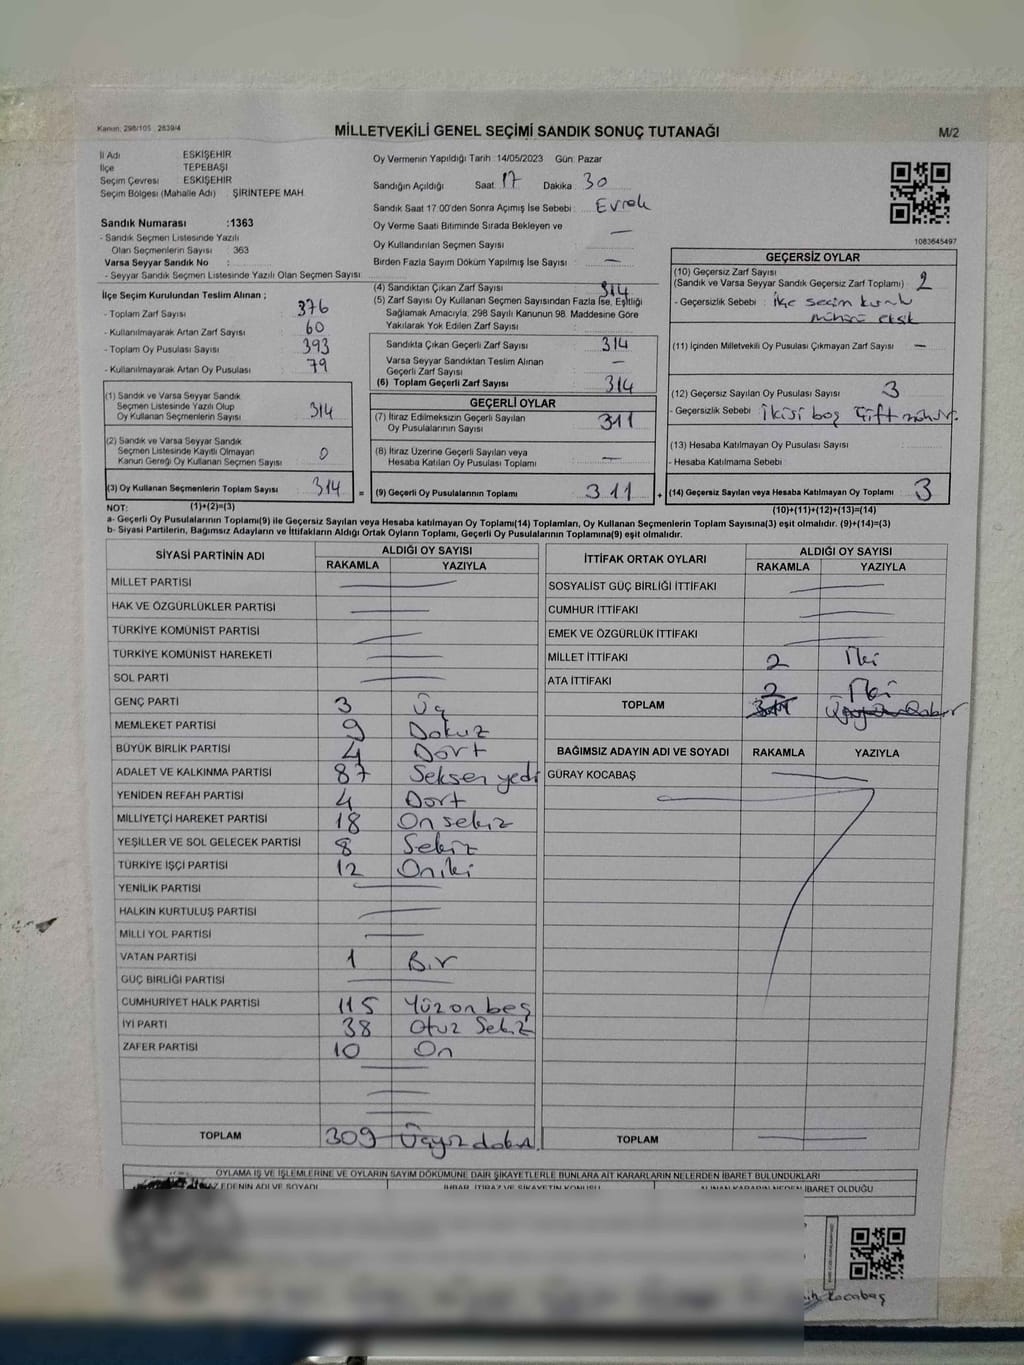 Kanun; 298/105 , 2839/4
MİLLETVEKİLİ GENEL SEÇİMİ SANDIK SONUÇ TUTANAĞI
M/2
İl Adı ESKİŞEHİR
İlçe TEPEBAŞI
Seçim Çevresi ESKİŞEHİR
Seçim Bölgesi (Mahalle Adı) ŞİRİNTEPE MAH.
Sandık Numarası :1363
- Sandık Seçmen Listesinde Yazılı
Olan Seçmenlerin Sayısı : 363
Varsa Seyyar Sandık No :
- Seyyar Sandık Seçmen Listesinde Yazılı Olan Seçmen Sayısı
Oy Vermenin Yapıldığı Tarih :14/05/2023 Gün: Pazar
Sandığın Açıldığı Saat 17 Dakika 30
Sandık Saat 17:00'den Sonra Açımış İse Sebebi : Evrak
Oy Verme Saati Bitiminde Sırada Bekleyen ve
Oy Kullandırılan Seçmen Sayısı —
Birden Fazla Sayım Döküm Yapılmış İse Sayısı : —
1083645497
İlçe Seçim Kurulundan Teslim Alınan ;
- Toplam Zarf Sayısı 376
- Kullanılmayarak Artan Zarf Sayısı 60
- Toplam Oy Pusulası Sayısı 393
- Kullanılmayarak Artan Oy Pusulası 79
(1) Sandık ve Varsa Seyyar Sandık
Seçmen Listesinde Yazılı Olup
Oy Kullanan Seçmenlerin Sayısı 314
(2) Sandık ve Varsa Seyyar Sandık
Seçmen Listesinde Kayıtlı Olmayan
Kanun Gereği Oy Kullanan Seçmen Sayısı 0
(3) Oy Kullanan Seçmenlerin Toplam Sayısı 314 =
(4) Sandıktan Çıkan Zarf Sayısı 314
(5) Zarf Sayısı Oy Kullanan Seçmen Sayısından Fazla İse, Eşitliği
Sağlamak Amacıyla, 298 Sayılı Kanunun 98. Maddesine Göre
Yakılarak Yok Edilen Zarf Sayısı
Sandıkta Çıkan Geçerli Zarf Sayısı 314
Varsa Seyyar Sandıktan Teslim Alınan
Geçerli Zarf Sayısı —
(6) Toplam Geçerli Zarf Sayısı 314
GEÇERLİ OYLAR
(7) İtiraz Edilmeksizin Geçerli Sayılan
Oy Pusulalarının Sayısı 311
(8) İtiraz Üzerine Geçerli Sayılan veya
Hesaba Katılan Oy Pusulası Toplamı —
(9) Geçerli Oy Pusulalarının Toplamı 311 +
GEÇERSİZ OYLAR
(10) Geçersiz Zarf Sayısı
(Sandık ve Varsa Seyyar Sandık Geçersiz Zarf Toplamı) : 2
- Geçersizlik Sebebi : İlçe seçim kurulu
mührü eksik
(11) İçinden Milletvekili Oy Pusulası Çıkmayan Zarf Sayısı —
(12) Geçersiz Sayılan Oy Pusulası Sayısı 3
- Geçersizlik Sebebi İkisi boş çift mühür.
(13) Hesaba Katılmayan Oy Pusulası Sayısı
- Hesaba Katılmama Sebebi
(14) Geçersiz Sayılan veya Hesaba Katılmayan Oy Toplamı 3
NOT: (1)+(2)=(3) (10)+(11)+(12)+(13)=(14)
a- Geçerli Oy Pusulalarının Toplamı(9) ile Geçersiz Sayılan veya Hesaba katılmayan Oy Toplamı(14) Toplamları, Oy Kullanan Seçmenlerin Toplam Sayısına(3) eşit olmalıdır. (9)+(14)=(3)
b- Siyasi Partilerin, Bağımsız Adayların ve İttifakların Aldığı Ortak Oyların Toplamı, Geçerli Oy Pusulalarının Toplamına(9) eşit olmalıdır.
SİYASİ PARTİNİN ADI ALDIĞI OY SAYISI
RAKAMLA YAZIYLA
MİLLET PARTİSİ
HAK VE ÖZGÜRLÜKLER PARTİSİ
TÜRKİYE KOMÜNİST PARTİSİ
TÜRKİYE KOMÜNİST HAREKETİ
SOL PARTİ
GENÇ PARTİ 3 Üç
MEMLEKET PARTİSİ 9 Dokuz
BÜYÜK BİRLİK PARTİSİ 4 Dört
ADALET VE KALKINMA PARTİSİ 87 Seksen yedi
YENİDEN REFAH PARTİSİ 4 Dört
MİLLİYETÇİ HAREKET PARTİSİ 18 On sekiz
YEŞİLLER VE SOL GELECEK PARTİSİ 8 Sekiz
TÜRKİYE İŞÇİ PARTİSİ 12 Oniki
YENİLİK PARTİSİ
HALKIN KURTULUŞ PARTİSİ
MİLLİ YOL PARTİSİ
VATAN PARTİSİ 1 Bir
GÜÇ BİRLİĞİ PARTİSİ
CUMHURİYET HALK PARTİSİ 115 Yüz on beş
İYİ PARTİ 38 Otuz Sekiz
ZAFER PARTİSİ 10 On
TOPLAM 309 Üçyüz dokuz
İTTİFAK ORTAK OYLARI ALDIĞI OY SAYISI
RAKAMLA YAZIYLA
SOSYALİST GÜÇ BİRLİĞİ İTTİFAKI
CUMHUR İTTİFAKI
EMEK VE ÖZGÜRLÜK İTTİFAKI
MİLLET İTTİFAKI 2 İki
ATA İTTİFAKI
TOPLAM 2 İki
BAĞIMSIZ ADAYIN ADI VE SOYADI RAKAMLA YAZIYLA
GÜRAY KOCABAŞ
TOPLAM
OYLAMA İŞ VE İŞLEMLERİNE VE OYLARIN SAYIM DÖKÜMÜNE DAİR ŞİKAYETLERLE BUNLARA AİT KARARLARIN NELERDEN İBARET BULUNDUKLARI
EDENİN ADI VE SOYADI İHBAR, İTİRAZ VE ŞİKAYETİN KONUSU ALINAN KARARIN NEDEN İBARET OLDUĞU
Kocabaş